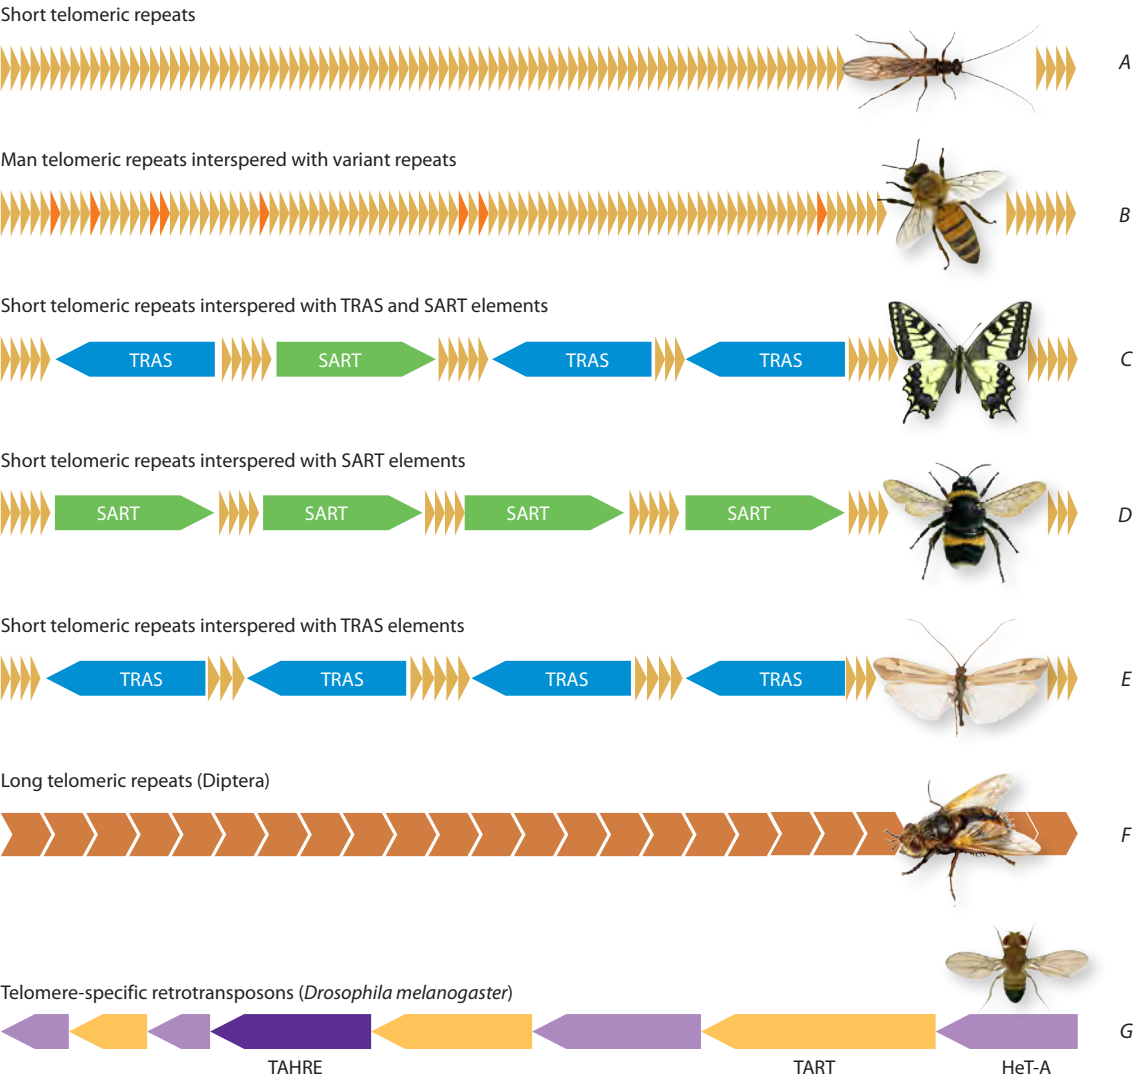 Short telomeric repeats
A
Man telomeric repeats interspered with variant repeats
B
Short telomeric repeats interspered with TRAS and SART elements
TRAS SART TRAS TRAS
C
Short telomeric repeats interspered with SART elements
SART SART SART SART
D
Short telomeric repeats interspered with TRAS elements
TRAS TRAS TRAS TRAS
E
Long telomeric repeats (Diptera)
F
Telomere-specific retrotransposons (Drosophila melanogaster)
G
TAHRE TART HeT-A